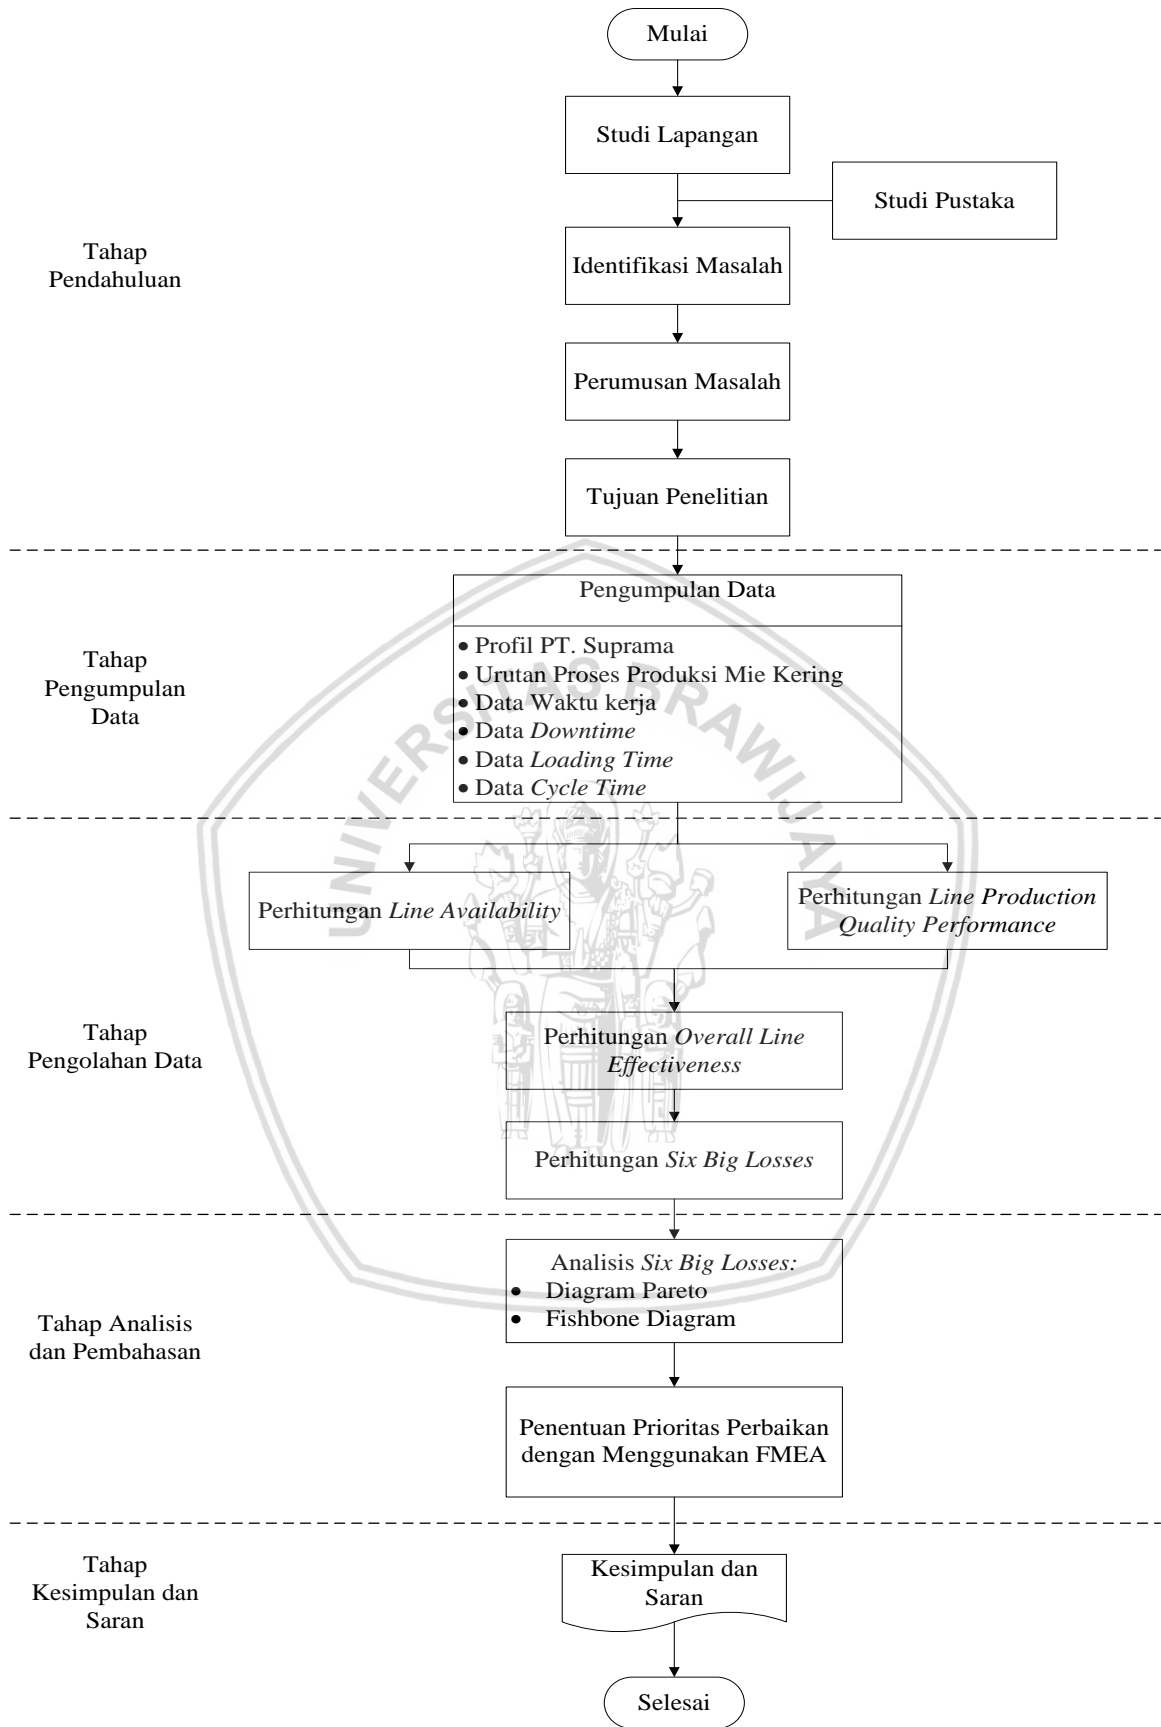 Mulai
Studi Lapangan
Studi Pustaka
Tahap
Pendahuluan
Identifikasi Masalah
Perumusan Masalah
Tujuan Penelitian
Pengumpulan Data
Tahap
Pengumpulan
Data
• Profil PT. Suprama
• Urutan Proses Produksi Mie Kering
• Data Waktu kerja
• Data Downtime
• Data Loading Time
• Data Cycle Time
UNIVERSITAS BRAWIJAYA
Perhitungan Line Availability
Perhitungan Line Production
Quality Performance
Tahap
Pengolahan Data
Perhitungan Overall Line
Effectiveness
Perhitungan Six Big Losses
Tahap Analisis
dan Pembahasan
Analisis Six Big Losses:
• Diagram Pareto
• Fishbone Diagram
Penentuan Prioritas Perbaikan
dengan Menggunakan FMEA
Tahap
Kesimpulan dan
Saran
Kesimpulan dan
Saran
Selesai